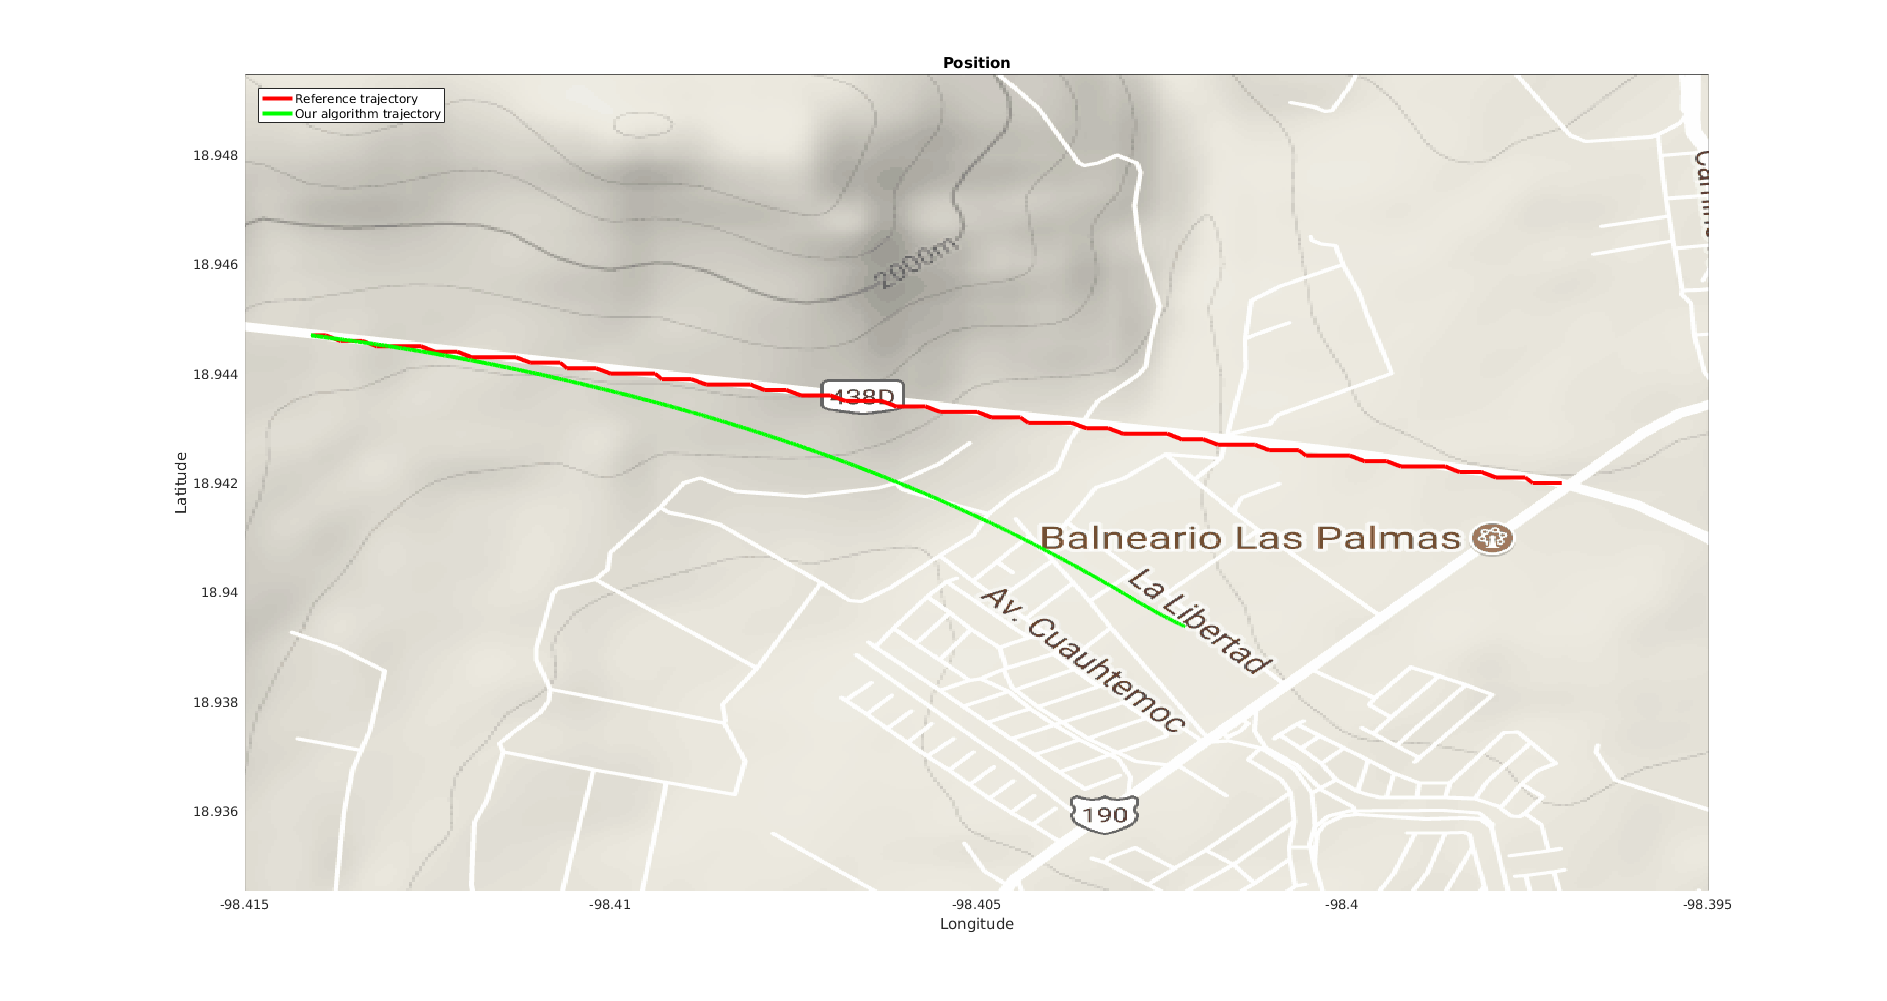 Position
Reference trajectory
Our algorithm trajectory
18.948
18.946
18.944
18.942
18.94
18.938
18.936
Latitude
2000m
438D
Balneario Las Palmas
La Libertad
Av. Cuauhtemoc
190
-98.415
-98.41
-98.405
-98.4
-98.395
Longitude